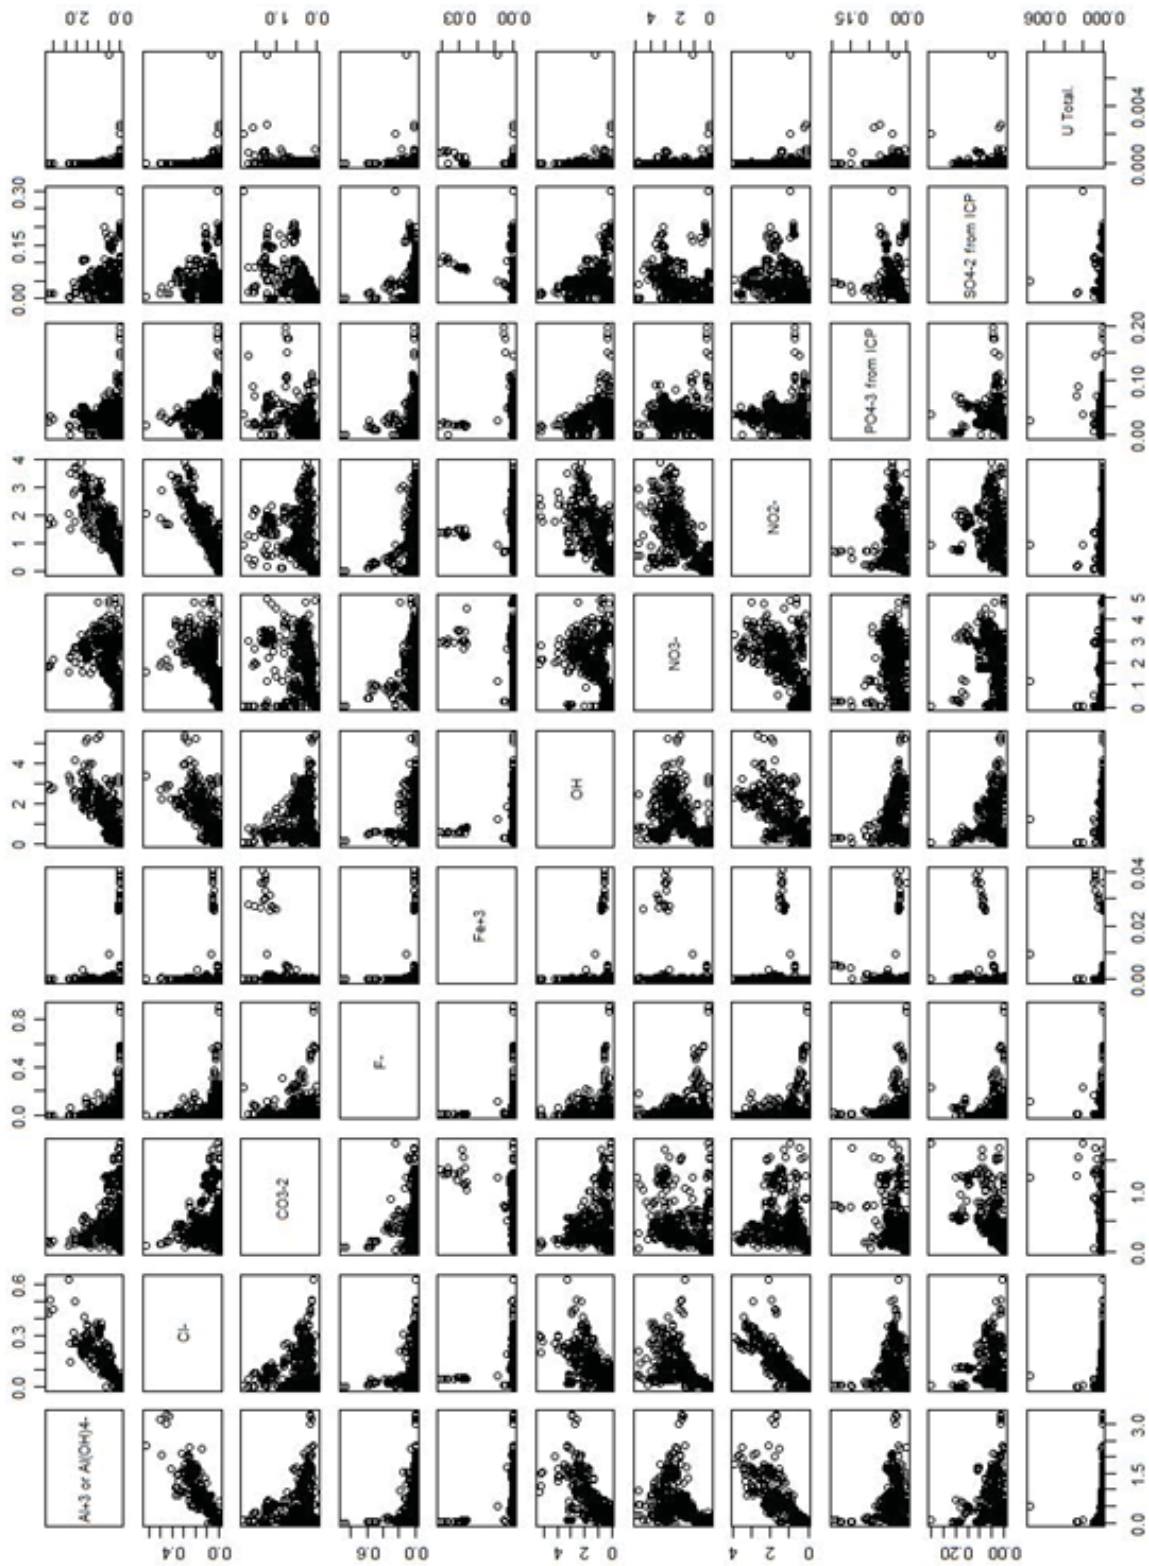 0.0 0.3 0.6 0.0 0.4 0.8 0 2 4 0 1 2 3 4 0.00 0.15 0.30
Al+3 or Al(OH)4-
0.0 2.0
0.0 0.4
Cl-
CO3-2
0.0 1.0
0.0 0.6
F-
Fe+3
0.00 0.03
0 2 4
OH
NO3-
0 2 4
0 2 4
NO2-
PO4-3 from ICP
0.00 0.15
0.00 0.20
SO4-2 from ICP
U Total.
0.000 0.006
0.0 1.5 3.0 0.0 1.0 0.00 0.02 0.04 0 1 2 3 4 5 0.00 0.10 0.20 0.000 0.004